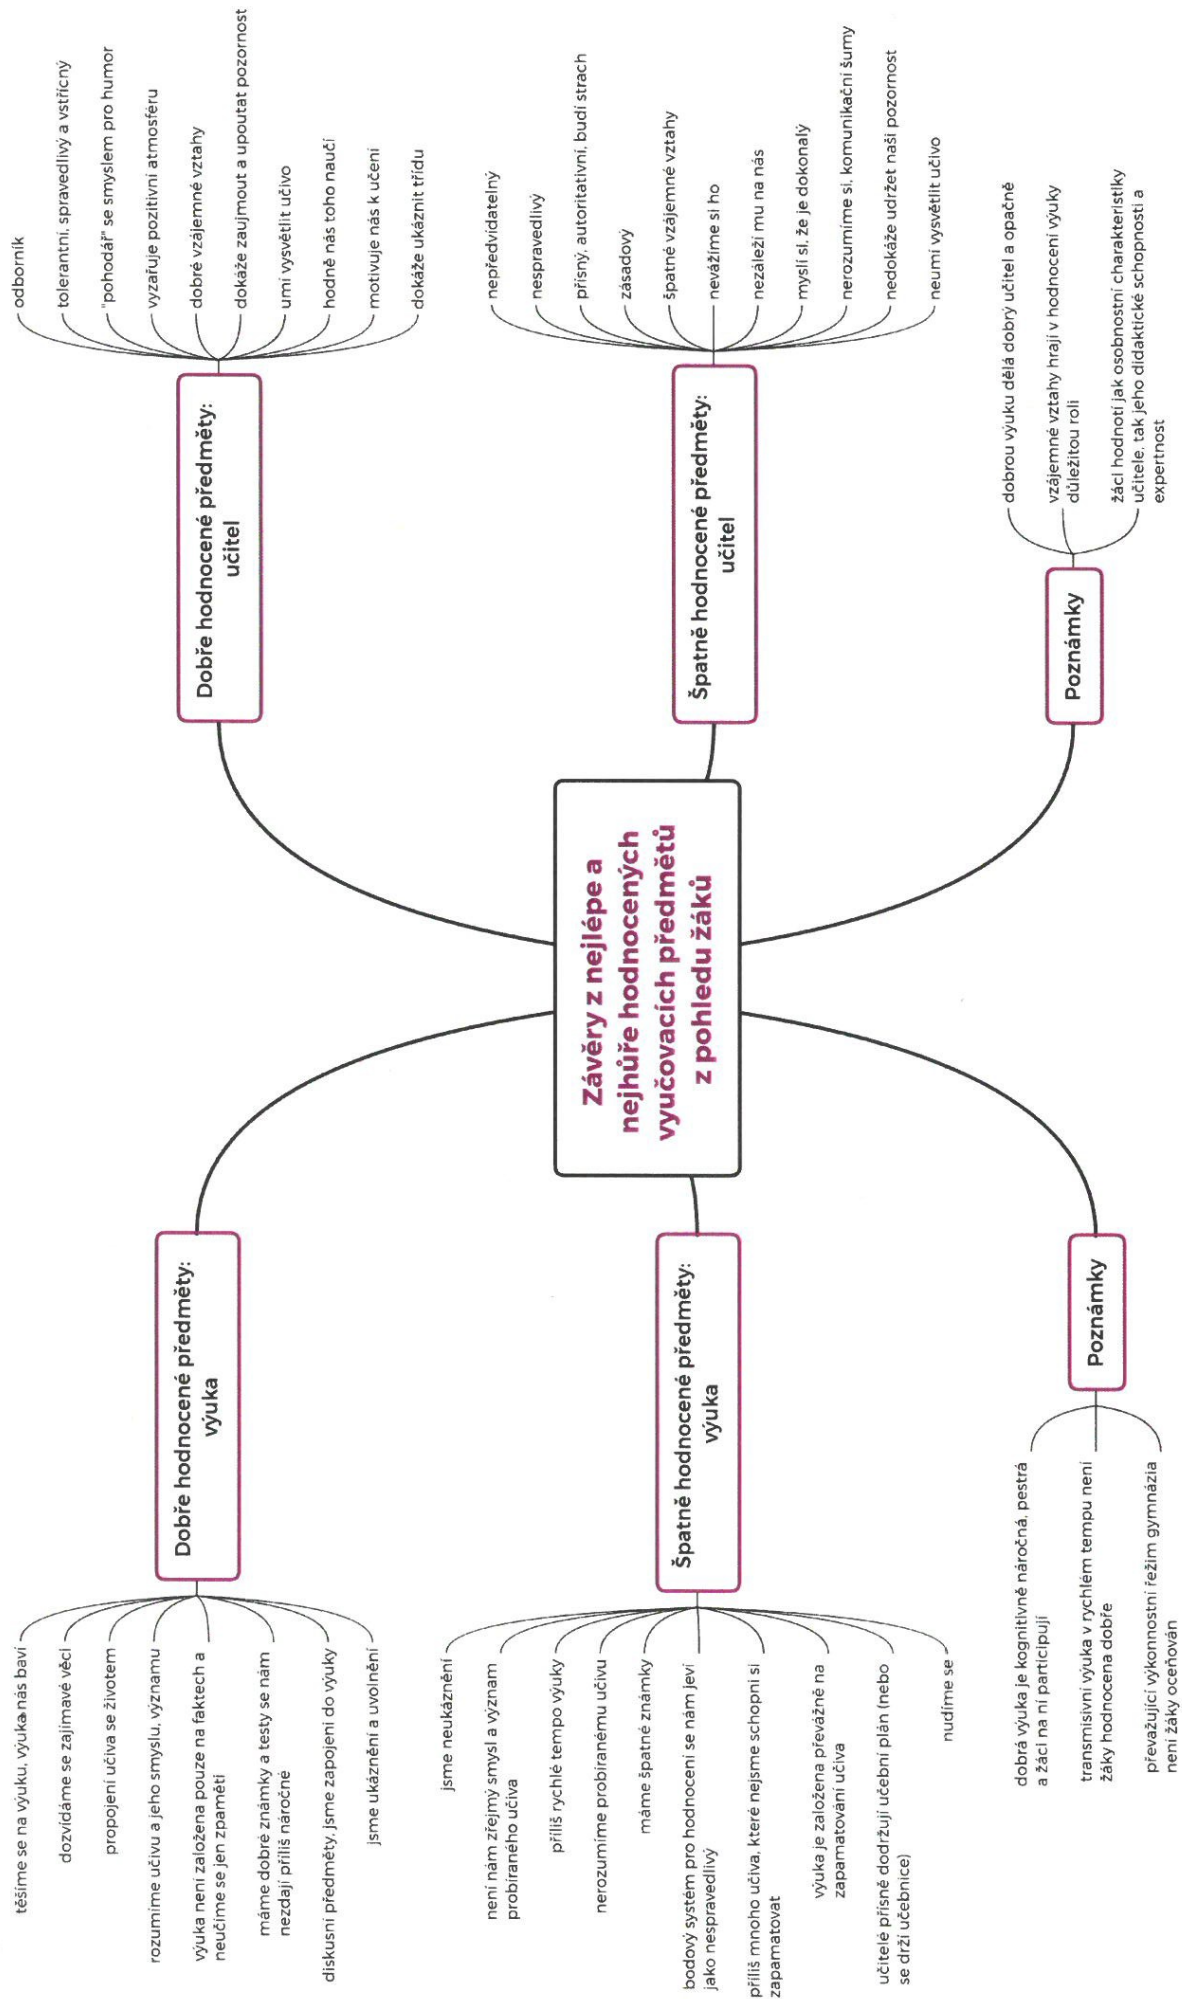 Závěry z nejlépe a
nejhůře hodnocených
vyučovacích předmětů
z pohledu žáků
Dobře hodnocené předměty:
výuka
těšíme se na výuku, výuka nás baví
dozvídáme se zajímavé věci
propojení učiva se životem
rozumíme učivu a jeho smyslu, významu
výuka není založena pouze na faktech a
neučíme se jen zpaměti
máme dobré známky a testy se nám
nezdají příliš náročné
diskusní předměty, jsme zapojení do výuky
jsme ukáznění a uvolnění
Špatně hodnocené předměty:
výuka
jsme neukáznění
není nám zřejmý smysl a význam
probíraného učiva
příliš rychlé tempo výuky
nerozumíme probíranému učivu
máme špatné známky
bodový systém pro hodnocení se nám jeví
jako nespravedlivý
příliš mnoho učiva, které nejsme schopni si
zapamatovat
výuka je založena převážně na
zapamatování učiva
učitelé přísně dodržují učební plán (nebo
se drží učebnice)
nudíme se
Poznámky
dobrá výuka je kognitivně náročná, pestrá
a žáci na ní participují
transmisivní výuka v rychlém tempu není
žáky hodnocena dobře
převažující výkonnostní řežim gymnázia
není žáky oceňován
Dobře hodnocené předměty:
učitel
odborník
tolerantní, spravedlivý a vstřícný
"pohodář" se smyslem pro humor
vyzařuje pozitivní atmosféru
dobré vzájemné vztahy
dokáže zaujmout a upoutat pozornost
umí vysvětlit učivo
hodně nás toho naučí
motivuje nás k učení
dokáže ukáznit třídu
Špatně hodnocené předměty:
učitel
nepředvídatelný
nespravedlivý
přísný, autoritativní, budí strach
zásadový
špatné vzájemné vztahy
nevážíme si ho
nezáleží mu na nás
myslí si, že je dokonalý
nerozumíme si, komunikační šumy
nedokáže udržet naši pozornost
neumí vysvětlit učivo
Poznámky
dobrou výuku dělá dobrý učitel a opačně
vzájemné vztahy hrají v hodnocení výuky
důležitou roli
žáci hodnotí jak osobnostní charakteristiky
učitele, tak jeho didaktické schopnosti a
expertnost